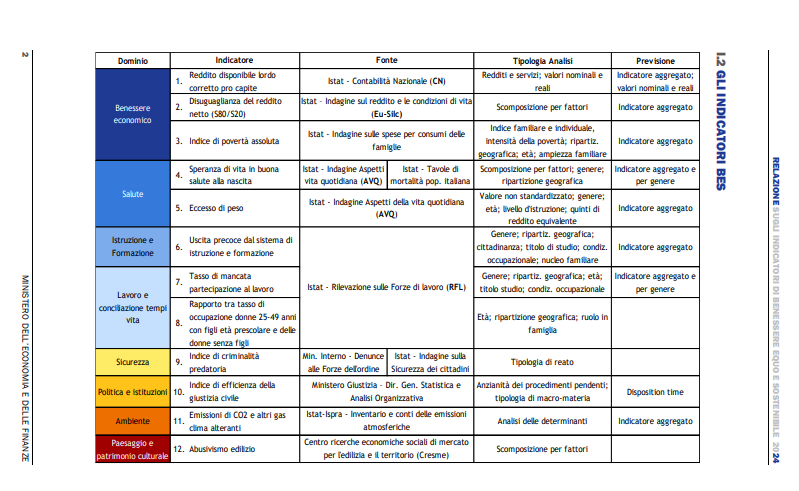 I.2 GLI INDICATORI BES
Dominio Indicatore Fonte Tipologia Analisi Previsione
Benessere
economico
1. Reddito disponibile lordo
corretto pro capite
Istat - Contabilità Nazionale (CN)
Redditi e servizi; valori nominali e
reali
Indicatore aggregato;
valori nominali e reali
2. Disuguaglianza del reddito
netto (S80/S20)
Istat - Indagine sul reddito e le condizioni di vita
(Eu-Silc)
Scomposizione per fattori
Indicatore aggregato
3. Indice di povertà assoluta
Istat - Indagine sulle spese per consumi delle
famiglie
Indice familiare e individuale,
intensità della povertà; ripartiz.
geografica; età; ampiezza familiare
Indicatore aggregato
Salute
4. Speranza di vita in buona
salute alla nascita
Istat - Indagine Aspetti
vita quotidiana (AVQ)
Istat - Tavole di
mortalità pop. italiana
Scomposizione per fattori; genere;
ripartizione geografica
Indicatore aggregato e
per genere
5. Eccesso di peso
Istat - Indagine Aspetti della vita quotidiana
(AVQ)
Valore non standardizzato; genere;
età; livello d'istruzione; quinti di
reddito equivalente
Indicatore aggregato
Istruzione e
Formazione
6. Uscita precoce dal sistema di
istruzione e formazione
Istat - Rilevazione sulle Forze di lavoro (RFL)
Genere; ripartiz. geografica;
cittadinanza; titolo di studio; condiz.
occupazionale; nucleo familiare
Indicatore aggregato
Lavoro e
conciliazione tempi
vita
7. Tasso di mancata
partecipazione al lavoro
Genere; ripartiz. geografica; età;
titolo studio; condiz. occupazionale
Indicatore aggregato e
per genere
8. Rapporto tra tasso di
occupazione donne 25-49 anni
con figli età prescolare e delle
donne senza figli
Età; ripartizione geografica; ruolo in
famiglia
Sicurezza
9. Indice di criminalità
predatoria
Min. Interno - Denunce
alle Forze dell'ordine
Istat - Indagine sulla
Sicurezza dei cittadini
Tipologia di reato
Politica e Istituzioni
10. Indice di efficienza della
giustizia civile
Ministero Giustizia - Dir. Gen. Statistica e
Analisi Organizzativa
Anzianità dei procedimenti pendenti;
tipologia di macro-materia
Disposition time
Ambiente
11. Emissioni di CO2 e altri gas
clima alteranti
Istat-Ispra - Inventario e conti delle emissioni
atmosferiche
Analisi delle determinanti
Indicatore aggregato
Paesaggio e
patrimonio culturale
12. Abusivismo edilizio
Centro ricerche economiche sociali di mercato
per l'edilizia e il territorio (Cresme)
Scomposizione per fattori
RELAZIONE SUGLI INDICATORI DI BENESSERE EQUO E SOSTENIBILE 2024
2
MINISTERO DELL'ECONOMIA E DELLE FINANZE